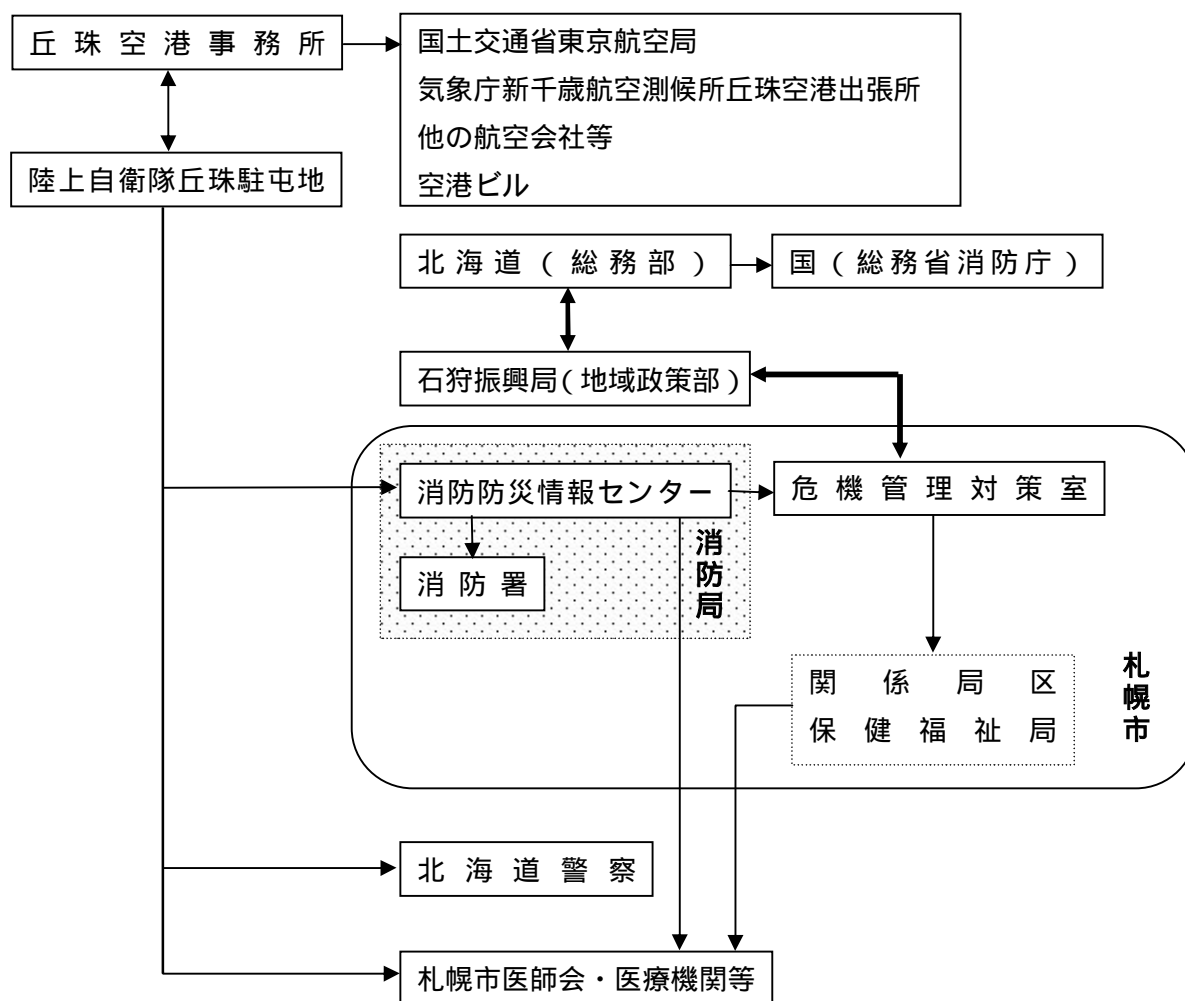 丘珠空港事務所
国土交通省東京航空局
気象庁新千歳航空測候所丘珠空港出張所
他の航空会社等
空港ビル
陸上自衛隊丘珠駐屯地
北海道(総務部)
国(総務省消防庁)
石狩振興局(地域政策部)
消防防災情報センター
危機管理対策室
消防署
消防局
関係局区
保健福祉局
札幌市
北海道警察
札幌市医師会・医療機関等